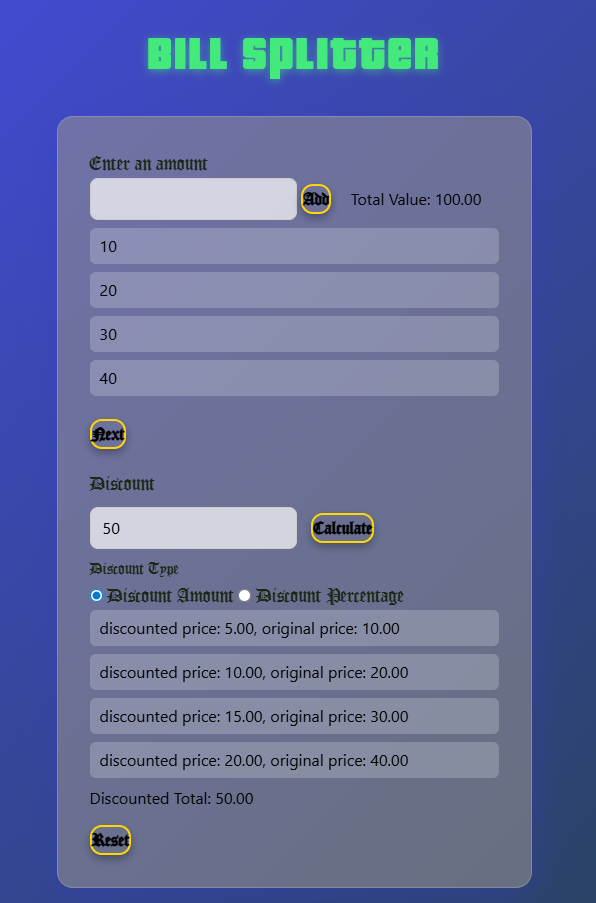 Bill Splitter
Enter an amount
Add Total Value: 100.00
10
20
30
40
Next
Discount
50 Calculate
Discount Type
Discount Amount Discount Percentage
discounted price: 5.00, original price: 10.00
discounted price: 10.00, original price: 20.00
discounted price: 15.00, original price: 30.00
discounted price: 20.00, original price: 40.00
Discounted Total: 50.00
Reset